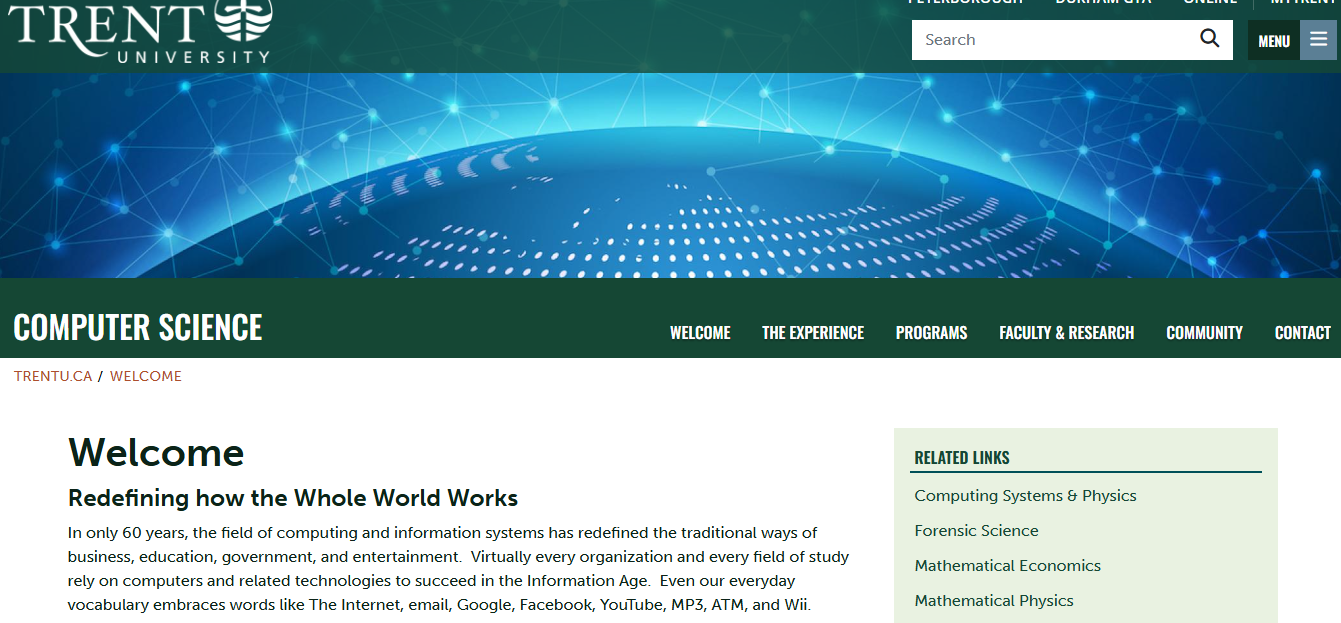 PETERBOROUGH DURHAM GTA ONLINE MYTRENT
TRENT
UNIVERSITY
Search
MENU
COMPUTER SCIENCE
WELCOME THE EXPERIENCE PROGRAMS FACULTY & RESEARCH COMMUNITY CONTACT
TRENTU.CA / WELCOME
Welcome
Redefining how the Whole World Works
In only 60 years, the field of computing and information systems has redefined the traditional ways of
business, education, government, and entertainment.  Virtually every organization and every field of study
rely on computers and related technologies to succeed in the Information Age.  Even our everyday
vocabulary embraces words like The Internet, email, Google, Facebook, YouTube, MP3, ATM, and Wii.
RELATED LINKS
Computing Systems & Physics
Forensic Science
Mathematical Economics
Mathematical Physics